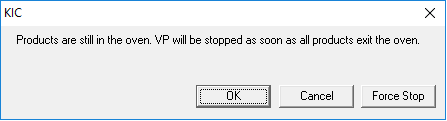 KIC
Products are still in the oven. VP will be stopped as soon as all products exit the oven.
OK
Cancel
Force Stop